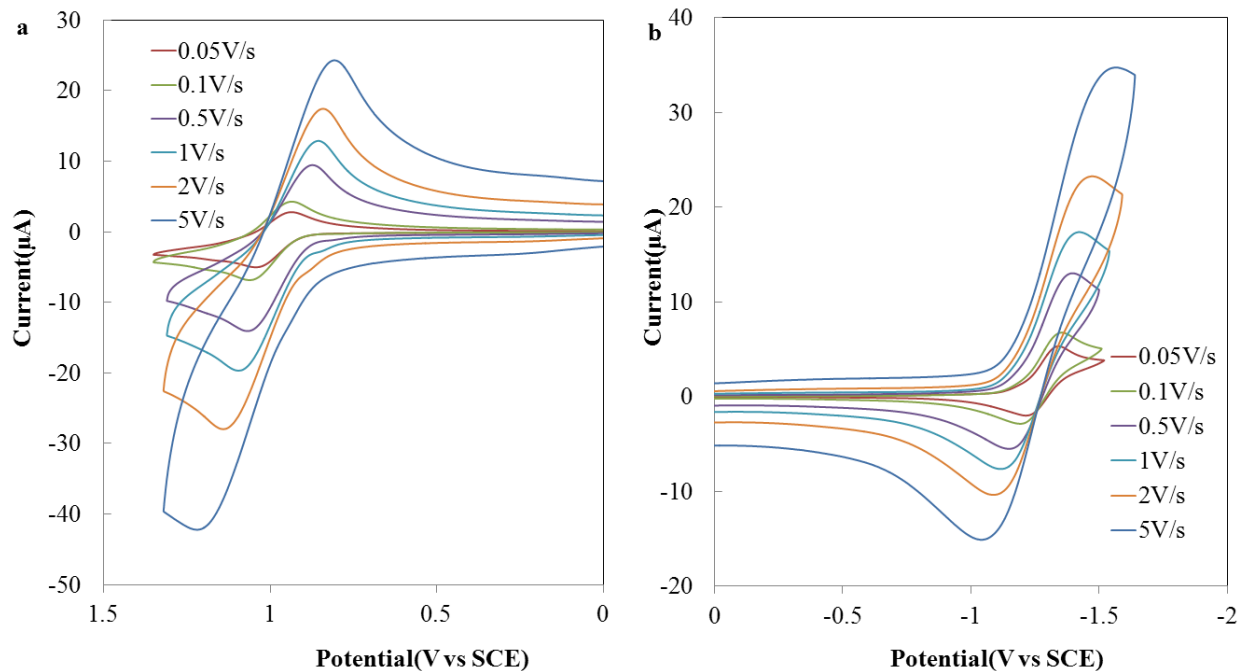 a
30
20
10
0
-10
-20
-30
-40
-50
Current(µA)
0.05V/s
0.1V/s
0.5V/s
1V/s
2V/s
5V/s
1.5
1
0.5
0
Potential(V vs SCE)
b
40
30
20
10
0
-10
-20
Current(µA)
0.05V/s
0.1V/s
0.5V/s
1V/s
2V/s
5V/s
0
-0.5
-1
-1.5
-2
Potential(V vs SCE)